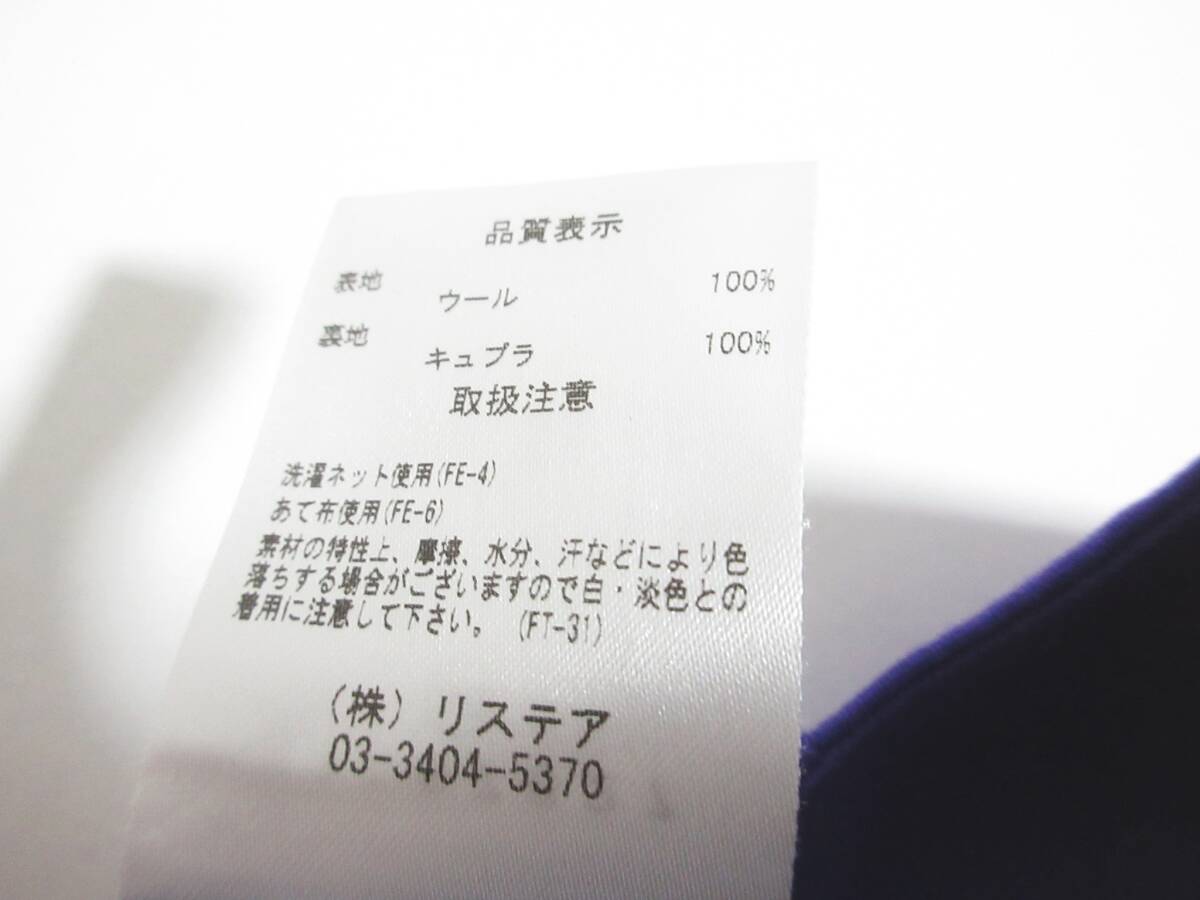 品質表示
表地 ウール 100%
裏地 キュプラ 100%
取扱注意
洗濯ネット使用(FE-4)
あて布使用(FE-6)
素材の特性上、摩擦、水分、汗などにより色
落ちする場合がございますので白・淡色との
着用に注意して下さい。 (FT-31)
(株) リステア
03-3404-5370